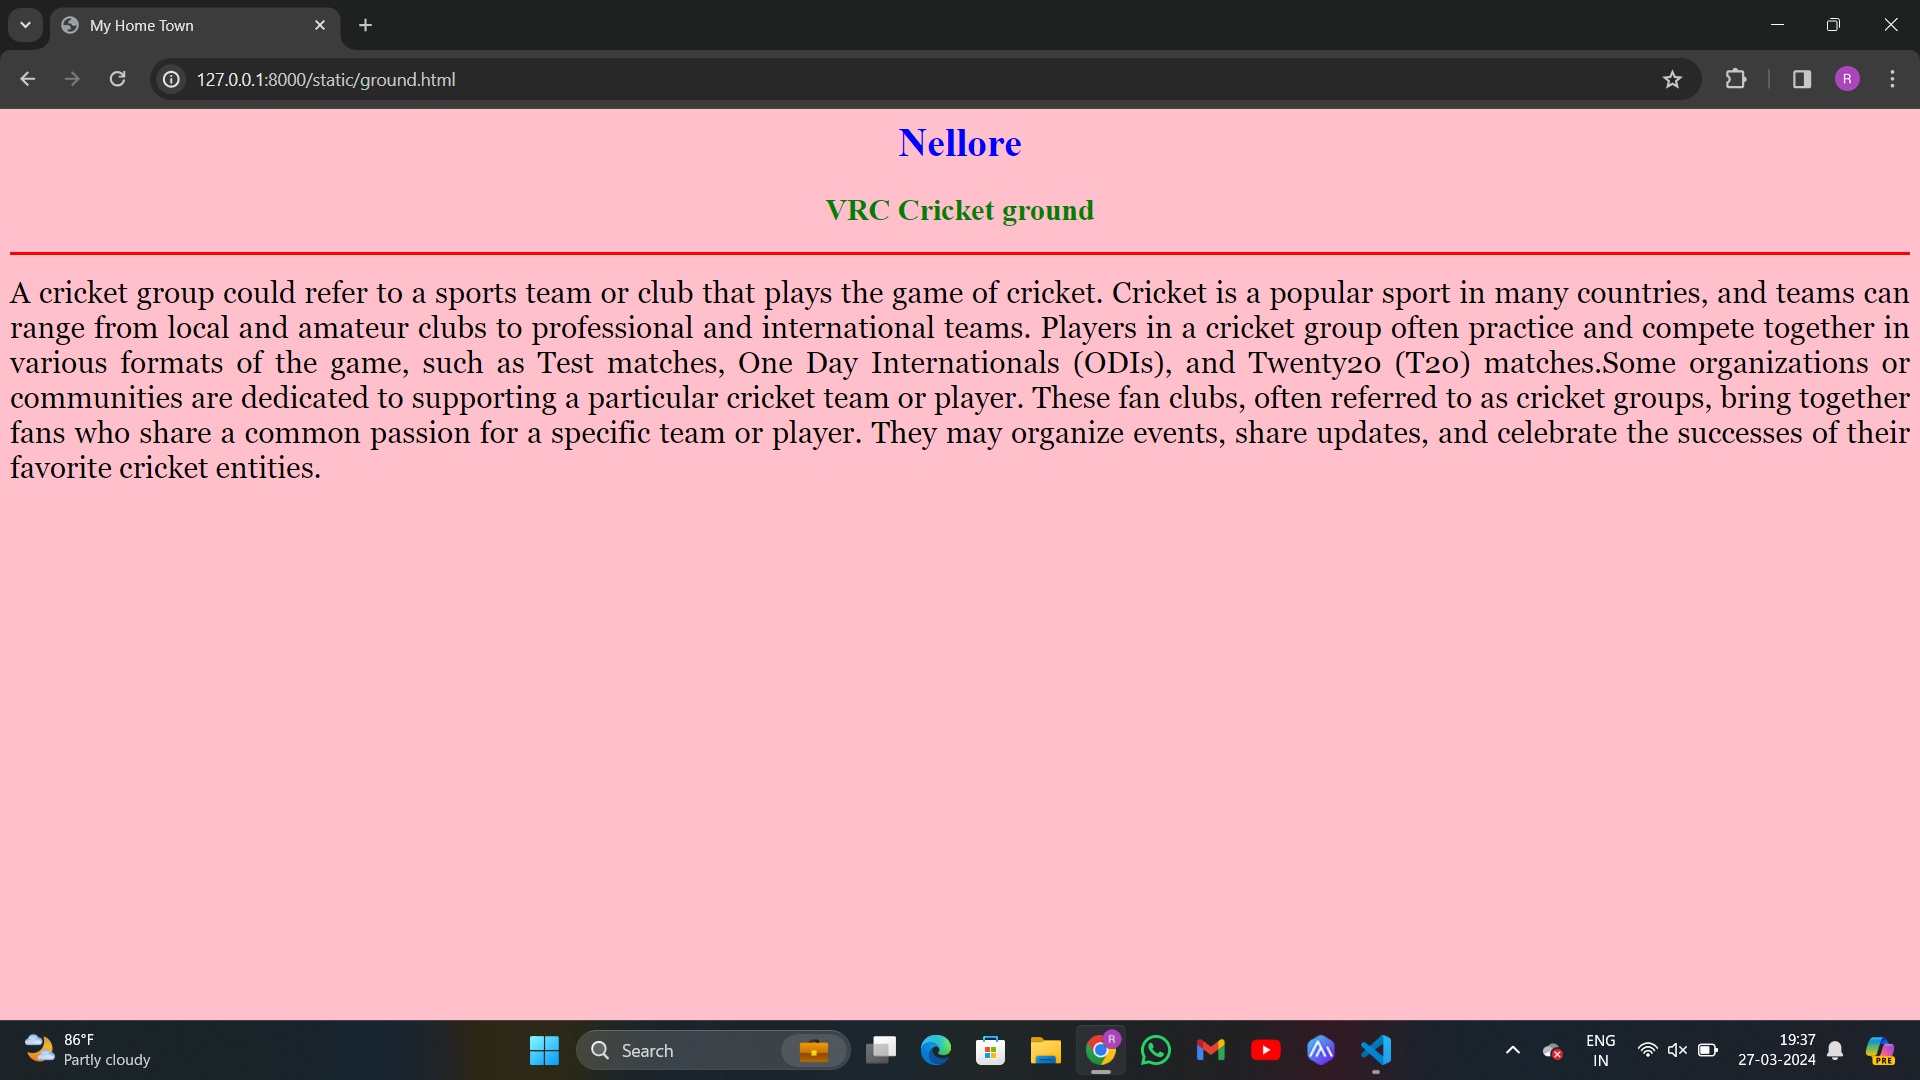 My Home Town
127.0.0.1:8000/static/ground.html
R
Nellore
VRC Cricket ground
A cricket group could refer to a sports team or club that plays the game of cricket. Cricket is a popular sport in many countries, and teams can
range from local and amateur clubs to professional and international teams. Players in a cricket group often practice and compete together in
various formats of the game, such as Test matches, One Day Internationals (ODIs), and Twenty20 (T20) matches.Some organizations or
communities are dedicated to supporting a particular cricket team or player. These fan clubs, often referred to as cricket groups, bring together
fans who share a common passion for a specific team or player. They may organize events, share updates, and celebrate the successes of their
favorite cricket entities.
86°F
Partly cloudy
Search
R
ENG
IN
19:37
27-03-2024
PRE